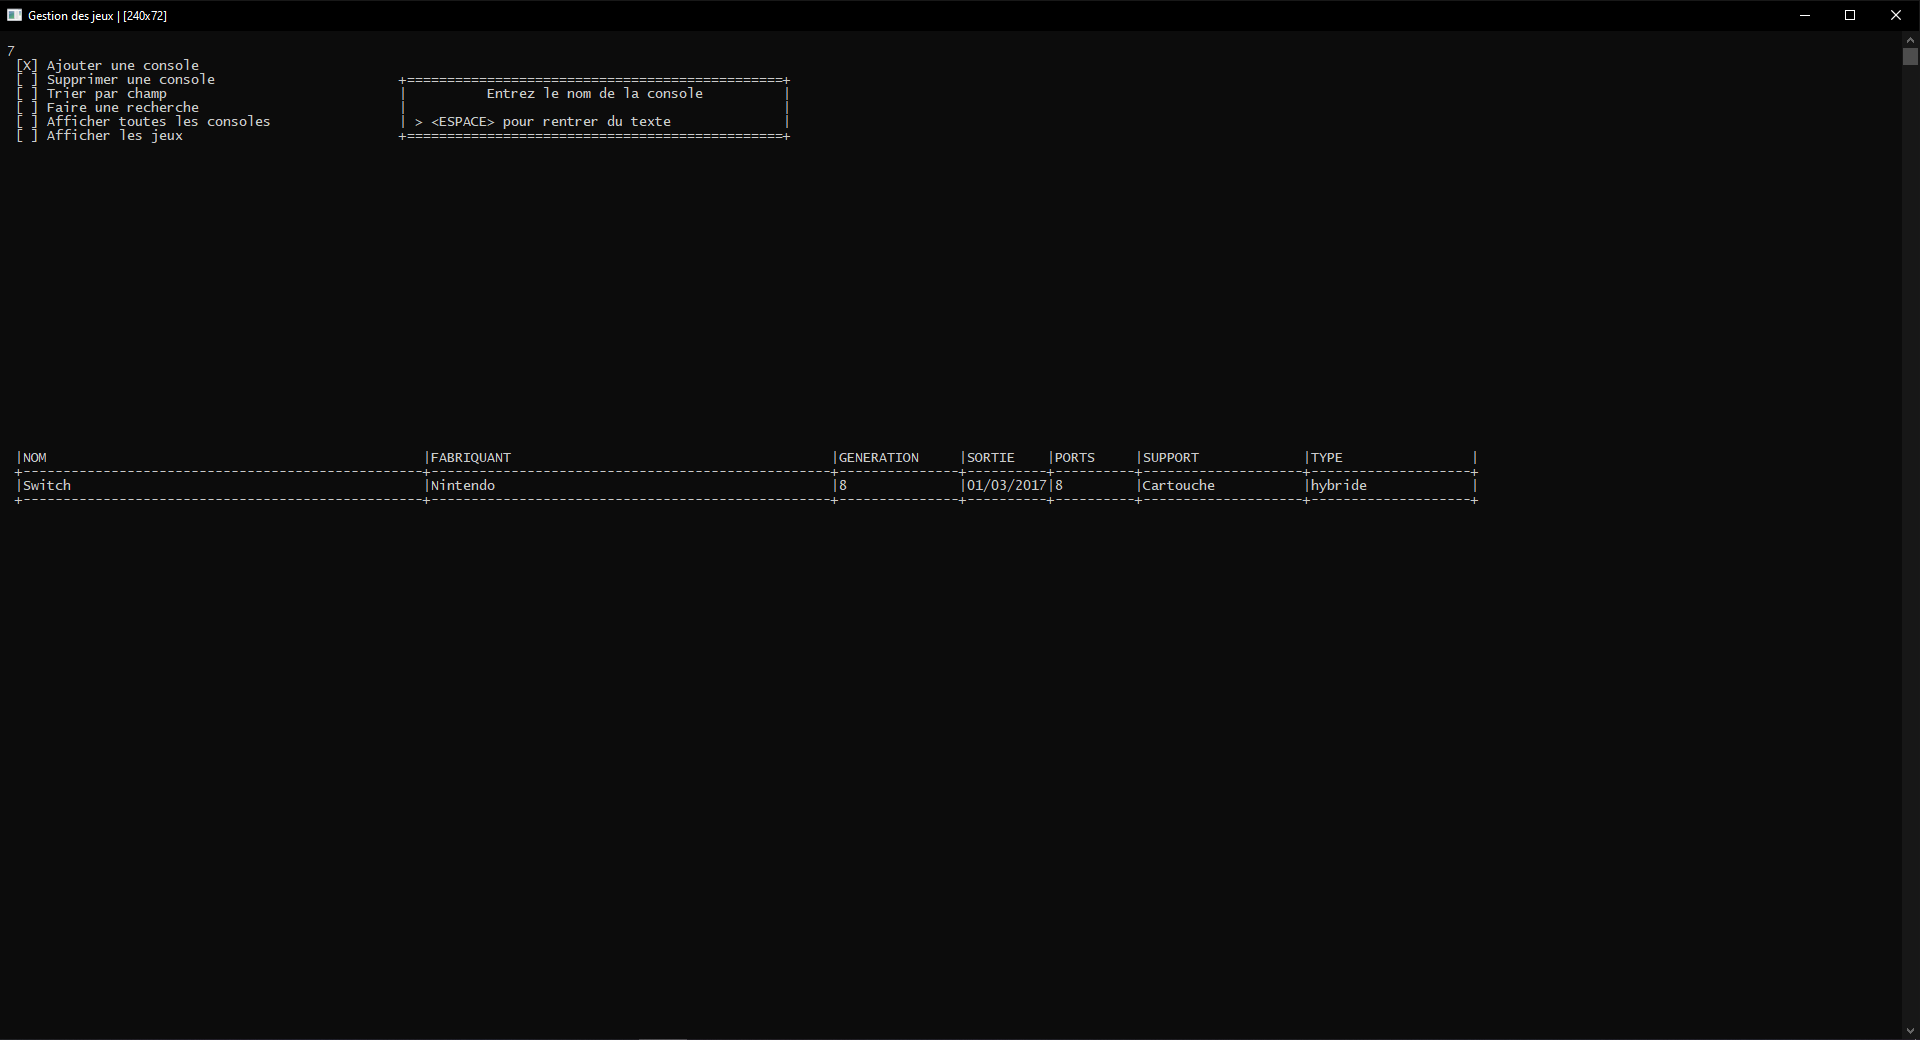 Gestion des jeux | [240x72]
7
[X] Ajouter une console
[ ] Supprimer une console
[ ] Trier par champ
[ ] Faire une recherche
[ ] Afficher toutes les consoles
[ ] Afficher les jeux
+===============================================+
| Entrez le nom de la console |
| |
| > <ESPACE> pour rentrer du texte |
+===============================================+
|NOM |FABRIQUANT |GENERATION |SORTIE |PORTS |SUPPORT |TYPE |
+--------------------------------------------------+--------------------------------------------------+---------------+----------+----------+--------------------+--------------------+
|Switch |Nintendo |8 |01/03/2017|8 |Cartouche |hybride |
+--------------------------------------------------+--------------------------------------------------+---------------+----------+----------+--------------------+--------------------+